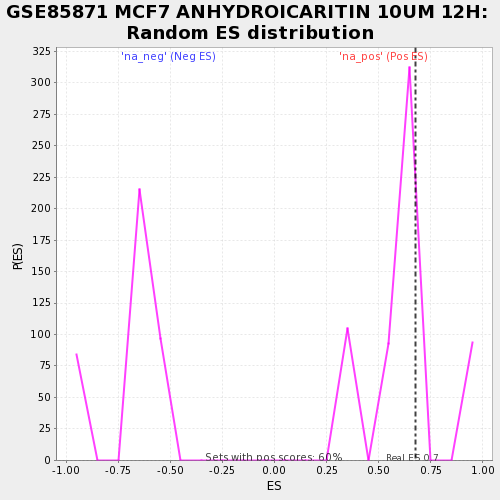 GSE85871 MCF7 ANHYDROICARITIN 10UM 12H:
Random ES distribution
'na_neg' (Neg ES)
'na_pos' (Pos ES)
325
300
275
250
225
200
175
150
125
100
75
50
25
0
P(ES)
Sets with pos scores: 60%
Real ES 0.7
-1.00 -0.75 -0.50 -0.25 0.00 0.25 0.50 0.75 1.00
ES